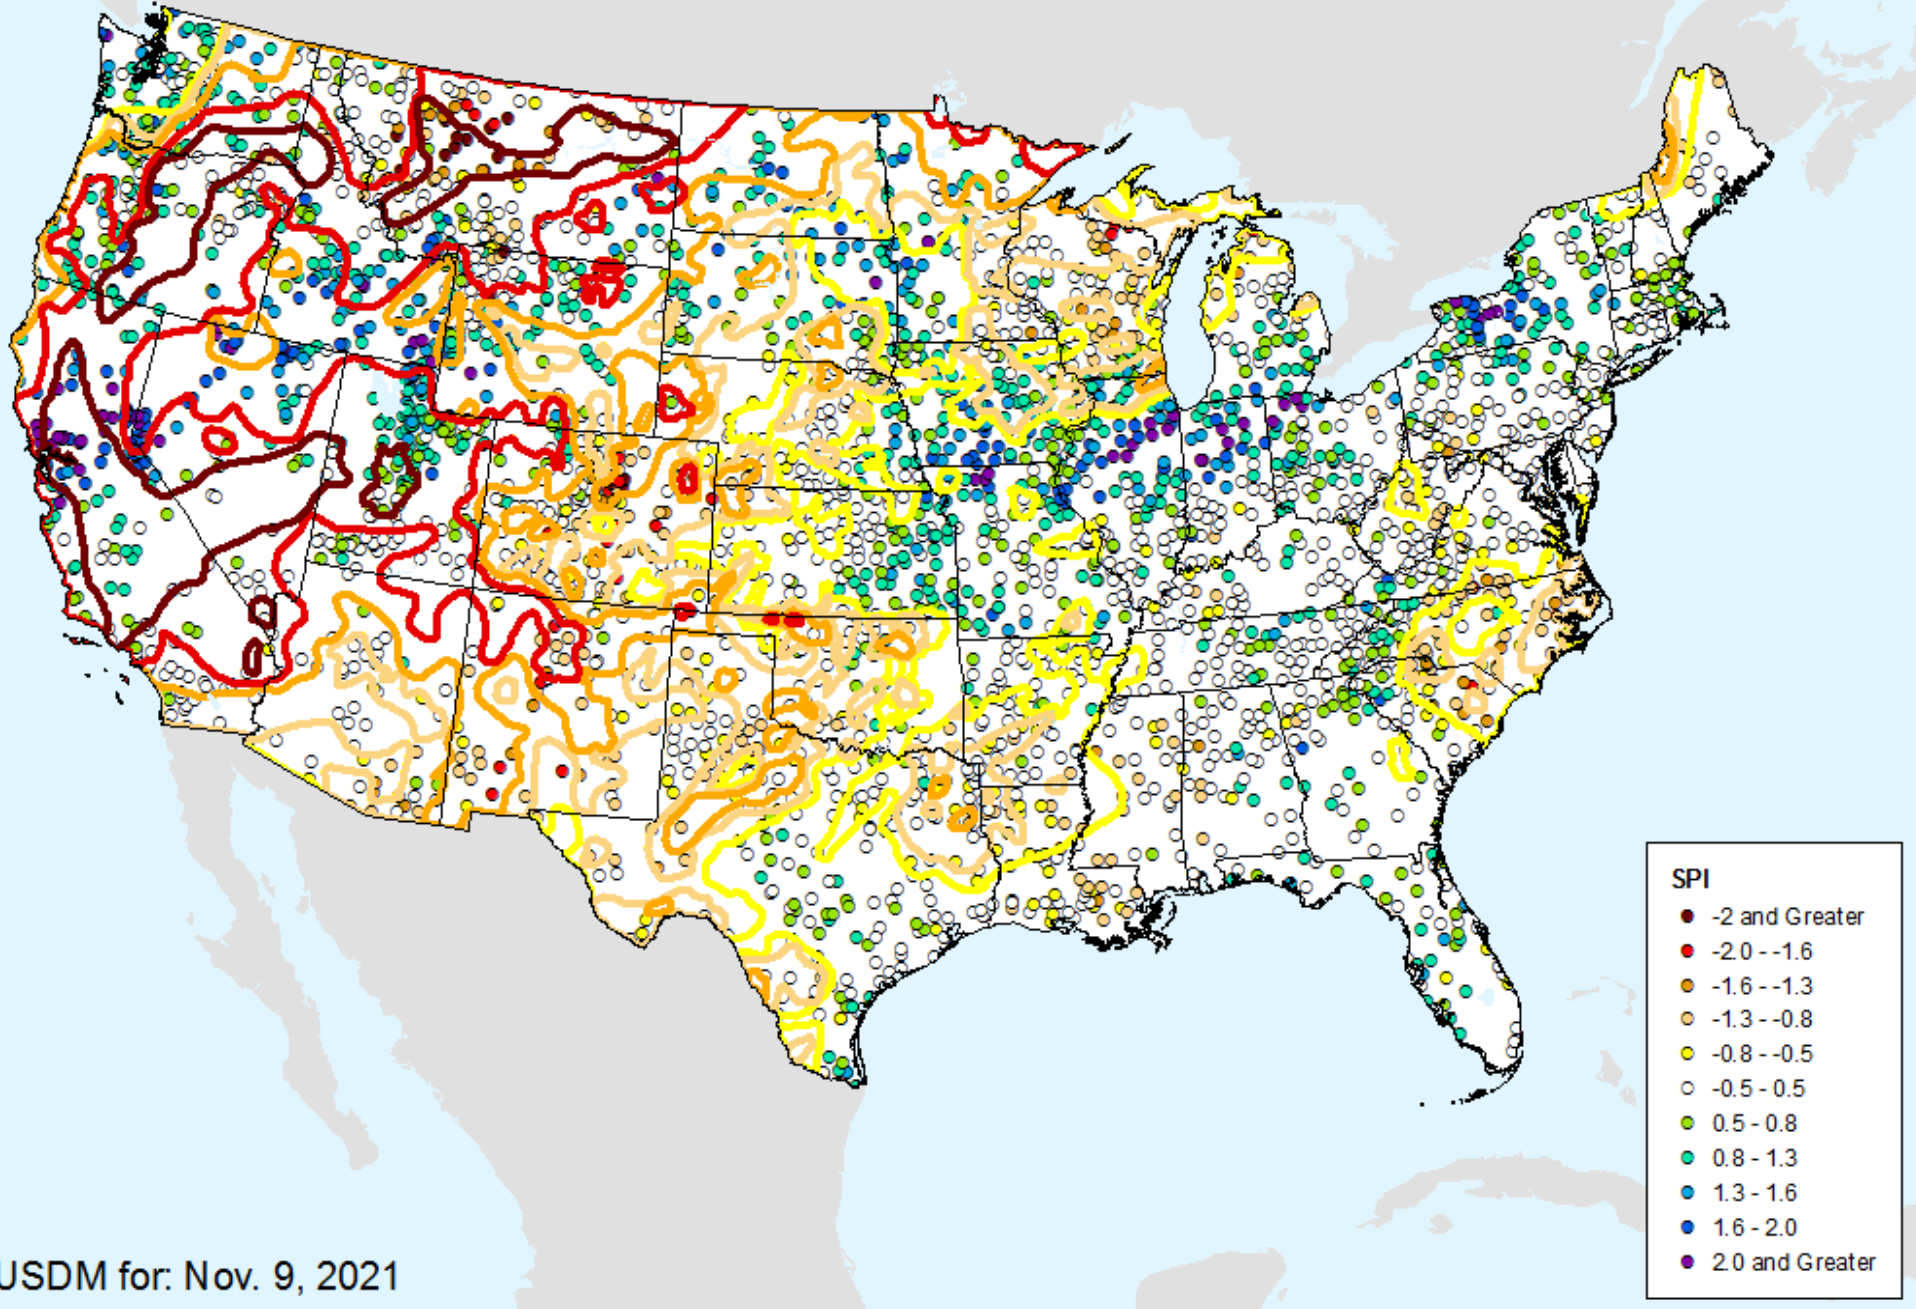 SPI
-2 and Greater
-2.0 - -1.6
-1.6 - -1.3
-1.3 - -0.8
-0.8 - -0.5
-0.5 - 0.5
0.5 - 0.8
0.8 - 1.3
1.3 - 1.6
1.6 - 2.0
2.0 and Greater
USDM for: Nov. 9, 2021